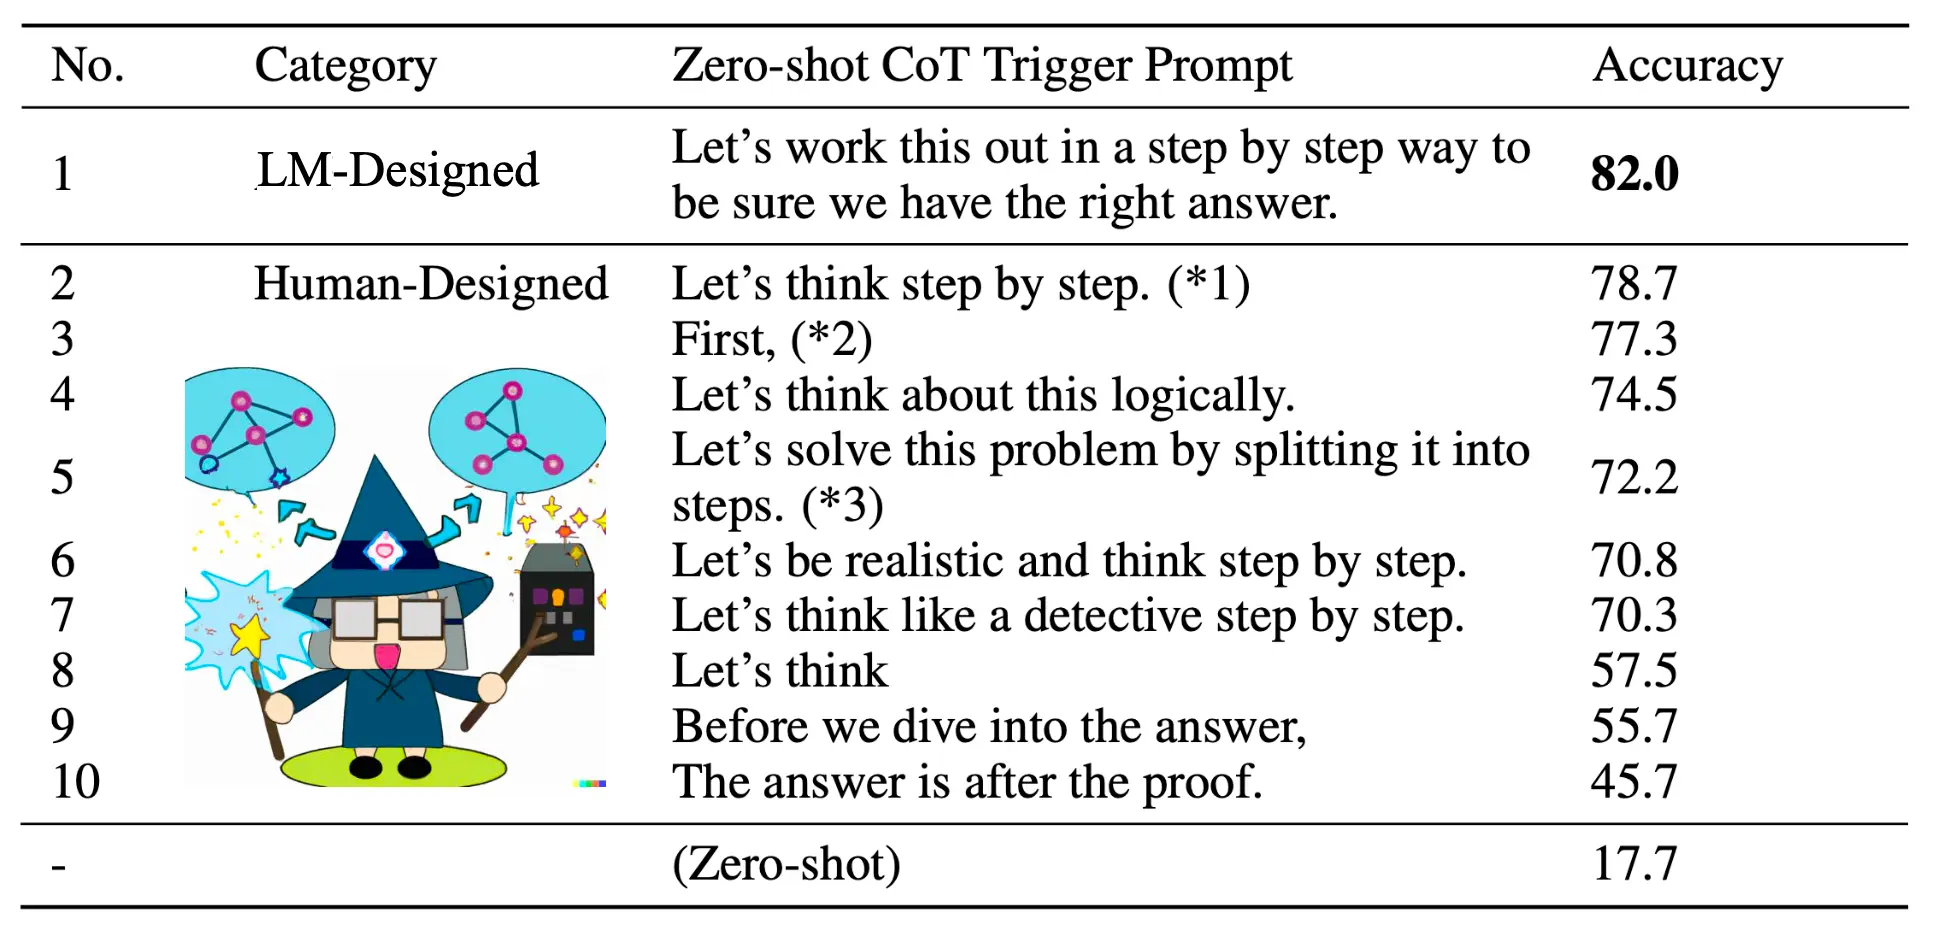 No. Category Zero-shot CoT Trigger Prompt Accuracy
1 LM-Designed Let’s work this out in a step by step way to be sure we have the right answer. 82.0
2 Human-Designed Let’s think step by step. (*1) 78.7
3 First, (*2) 77.3
4 Let’s think about this logically. 74.5
5 Let’s solve this problem by splitting it into steps. (*3) 72.2
6 Let’s be realistic and think step by step. 70.8
7 Let’s think like a detective step by step. 70.3
8 Let’s think 57.5
9 Before we dive into the answer, 55.7
10 The answer is after the proof. 45.7
- (Zero-shot) 17.7